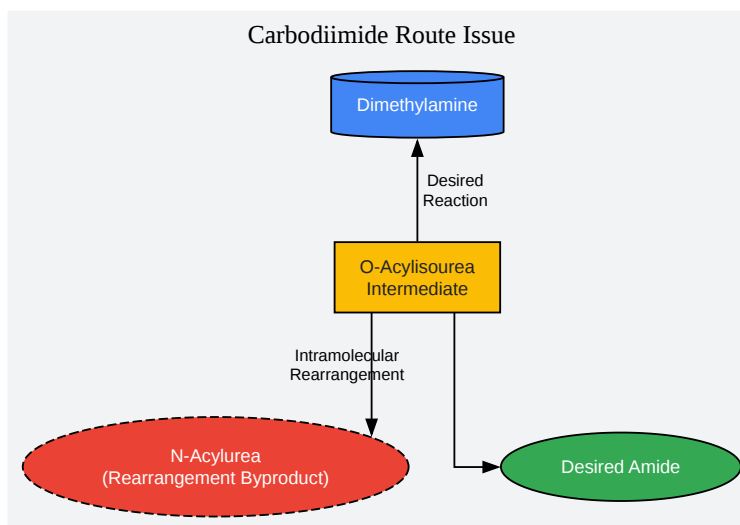 Carbodiimide Route Issue
Dimethylamine
Desired
Reaction
O-Acylisourea
Intermediate
Intramolecular
Rearrangement
N-Acylurea
(Rearrangement Byproduct)
Desired Amide